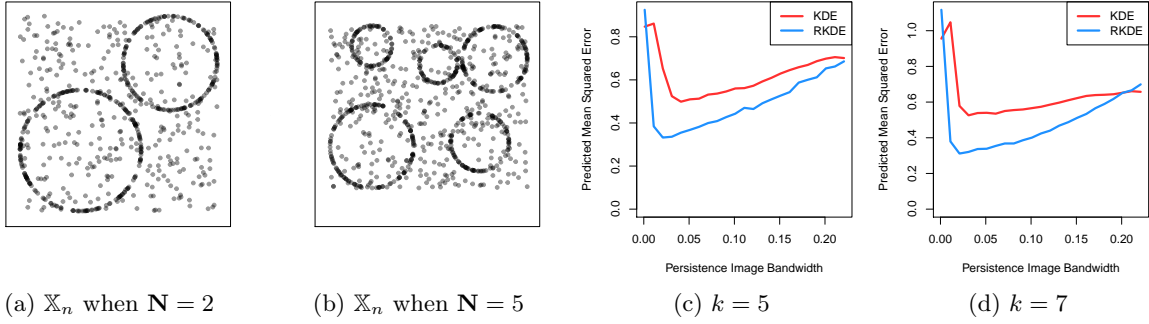 KDE
RKDE
Predicted Mean Squared Error
0.0 0.2 0.4 0.6 0.8
0.00 0.05 0.10 0.15 0.20
Persistence Image Bandwidth
KDE
RKDE
Predicted Mean Squared Error
0.0 0.2 0.4 0.6 0.8 1.0
0.00 0.05 0.10 0.15 0.20
Persistence Image Bandwidth
(a) 𝕏ₙ when 𝐍 = 2
(b) 𝕏ₙ when 𝐍 = 5
(c) k = 5
(d) k = 7